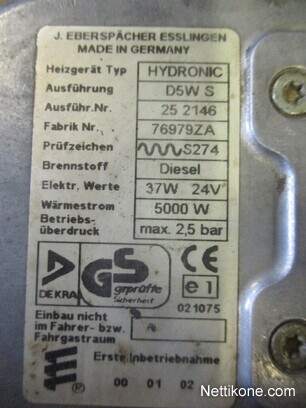 J. EBERSPÄCHER ESSLINGEN
MADE IN GERMANY
Heizgerät Typ HYDRONIC
Ausführung D5W S
Ausführ.Nr. 25 2146
Fabrik Nr. 76979ZA
Prüfzeichen S274
Brennstoff Diesel
Elektr. Werte 37W 24V
Wärmestrom 5000 W
Betriebs-
überdruck max. 2,5 bar
DEKRA
GS
geprüfte
Sicherheit
CE
e1
021075
Einbau nicht
im Fahrer- bzw.
Fahrgastraum
Erste Inbetriebnahme
00 01 02
®
Nettikone.com